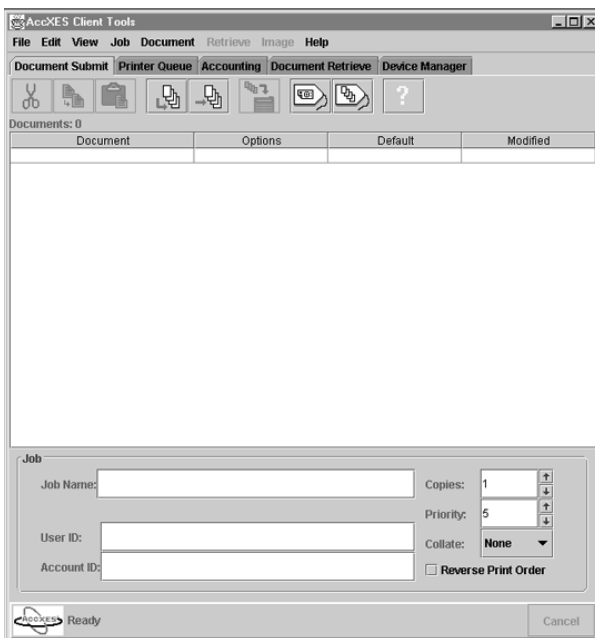 AccXES Client Tools
File Edit View Job Document Retrieve Image Help
Document Submit Printer Queue Accounting Document Retrieve Device Manager
?
Documents: 0
Document Options Default Modified
Job
Job Name:
Copies: 1
Priority: 5
User ID:
Collate: None
Account ID:
Reverse Print Order
AccXES Ready Cancel